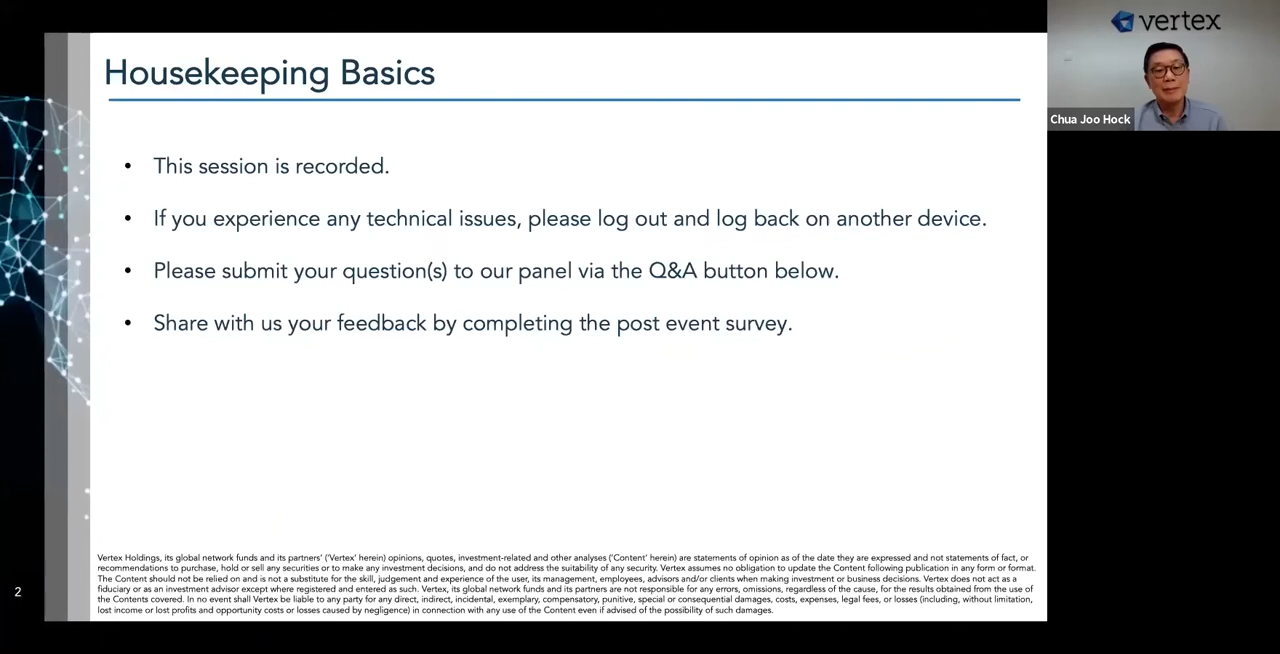 Housekeeping Basics
• This session is recorded.
• If you experience any technical issues, please log out and log back on another device.
• Please submit your question(s) to our panel via the Q&A button below.
• Share with us your feedback by completing the post event survey.
Vertex Holdings, its global network funds and its partners' ('Vertex' herein) opinions, quotes, investment-related and other analyses ('Content' herein) are statements of opinion as of the date they are expressed and not statements of fact, or
recommendations to purchase, hold or sell any securities or to make any investment decisions, and do not address the suitability of any security. Vertex assumes no obligation to update the Content following publication in any form or format.
The Content should not be relied on and is not a substitute for the skill, judgement and experience of the user, its management, employees, advisors and/or clients when making investment or business decisions. Vertex does not act as a
fiduciary or as an investment advisor except where registered and entered as such. Vertex, its global network funds and its partners are not responsible for any errors, omissions, regardless of the cause, for the results obtained from the use of
the Contents covered. In no event shall Vertex be liable to any party for any direct, indirect, incidental, exemplary, compensatory, punitive, special or consequential damages, costs, expenses, legal fees, or losses (including, without limitation,
lost income or lost profits and opportunity costs or losses caused by negligence) in connection with any use of the Content even if advised of the possibility of such damages.
2
vertex
Chua Joo Hock